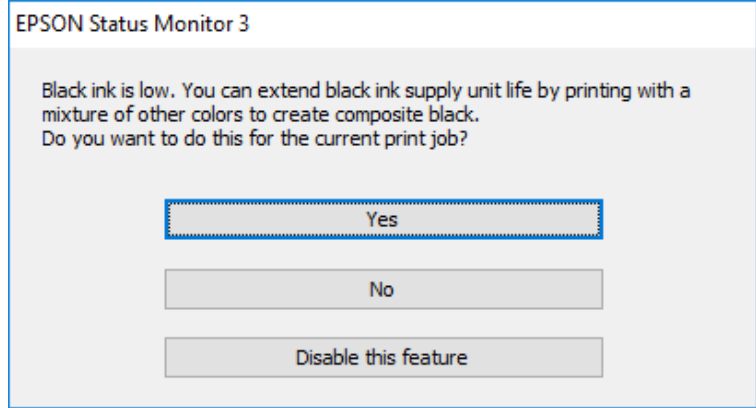 EPSON Status Monitor 3
Black ink is low. You can extend black ink supply unit life by printing with a
mixture of other colors to create composite black.
Do you want to do this for the current print job?
Yes
No
Disable this feature